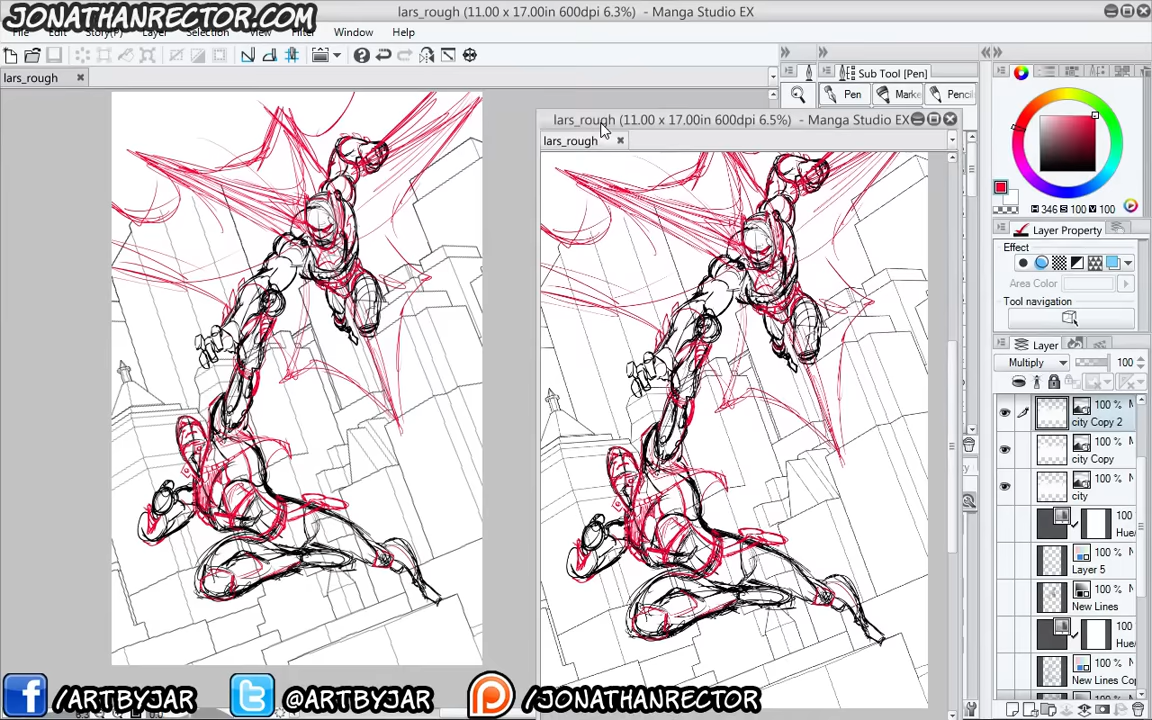 JONATHANRECTOR.COM
lars_rough (11.00 x 17.00in 600dpi 6.3%) - Manga Studio EX
File Edit Story(P) Layer Selection View Filter Window Help
lars_rough
Sub Tool [Pen]
Pen Marke Pencil
lars_rough (11.00 x 17.00in 600dpi 6.5%) - Manga Studio EX
lars_rough
H 346 S 100 V 100
Layer Property
Effect
Area Color
Tool navigation
Layer
Multiply 100
100 %
city Copy 2
100 %
city Copy
100 %
city
100
Hue/
100 %
Layer 5
100 %
New Lines
100
Hue/
100 %
New Lines Cop
/ARTBYJAR
@ARTBYJAR
/JONATHANRECTOR